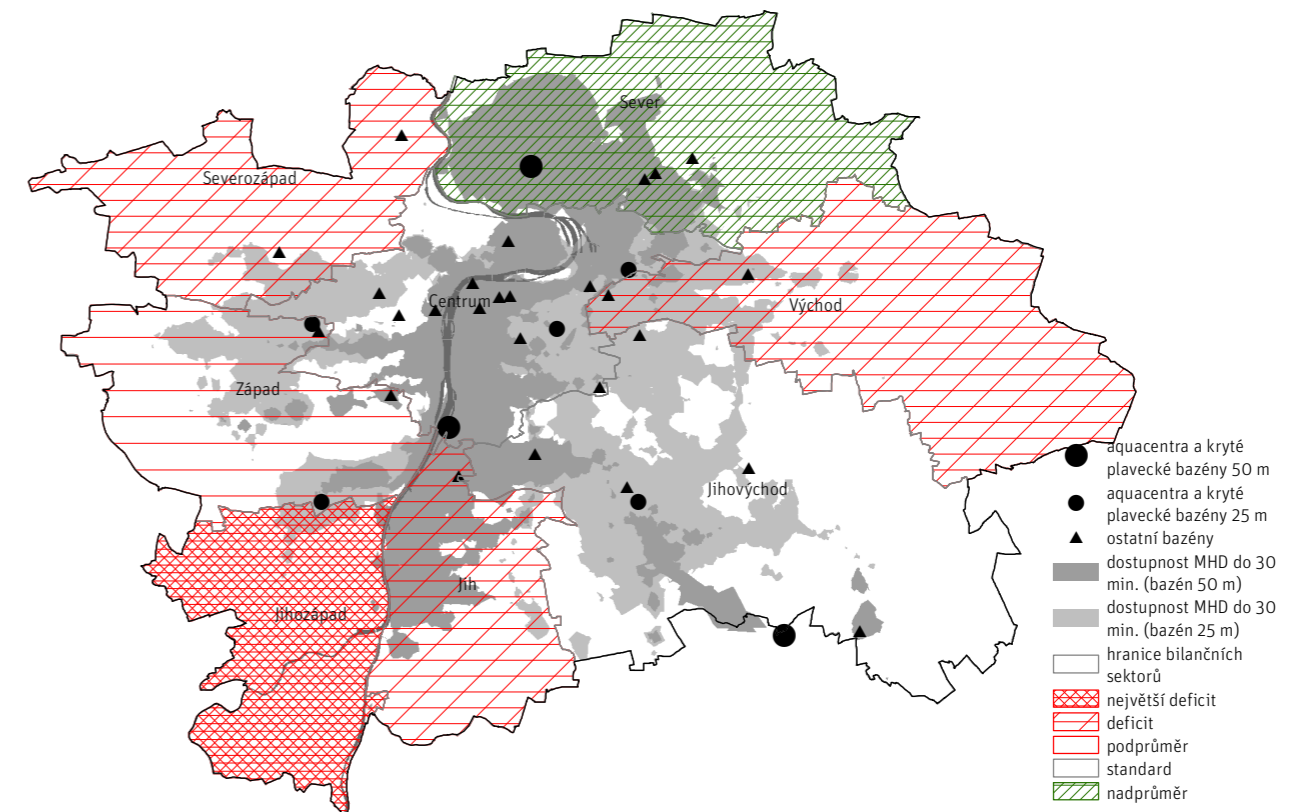 Sever
Severozápad
Centrum
Východ
Západ
Jihovýchod
Jih
Jihozápad
aquacentra a kryté
plavecké bazény 50 m
aquacentra a kryté
plavecké bazény 25 m
ostatní bazény
dostupnost MHD do 30
min. (bazén 50 m)
dostupnost MHD do 30
min. (bazén 25 m)
hranice bilančních
sektorů
největší deficit
deficit
podprůměr
standard
nadprůměr